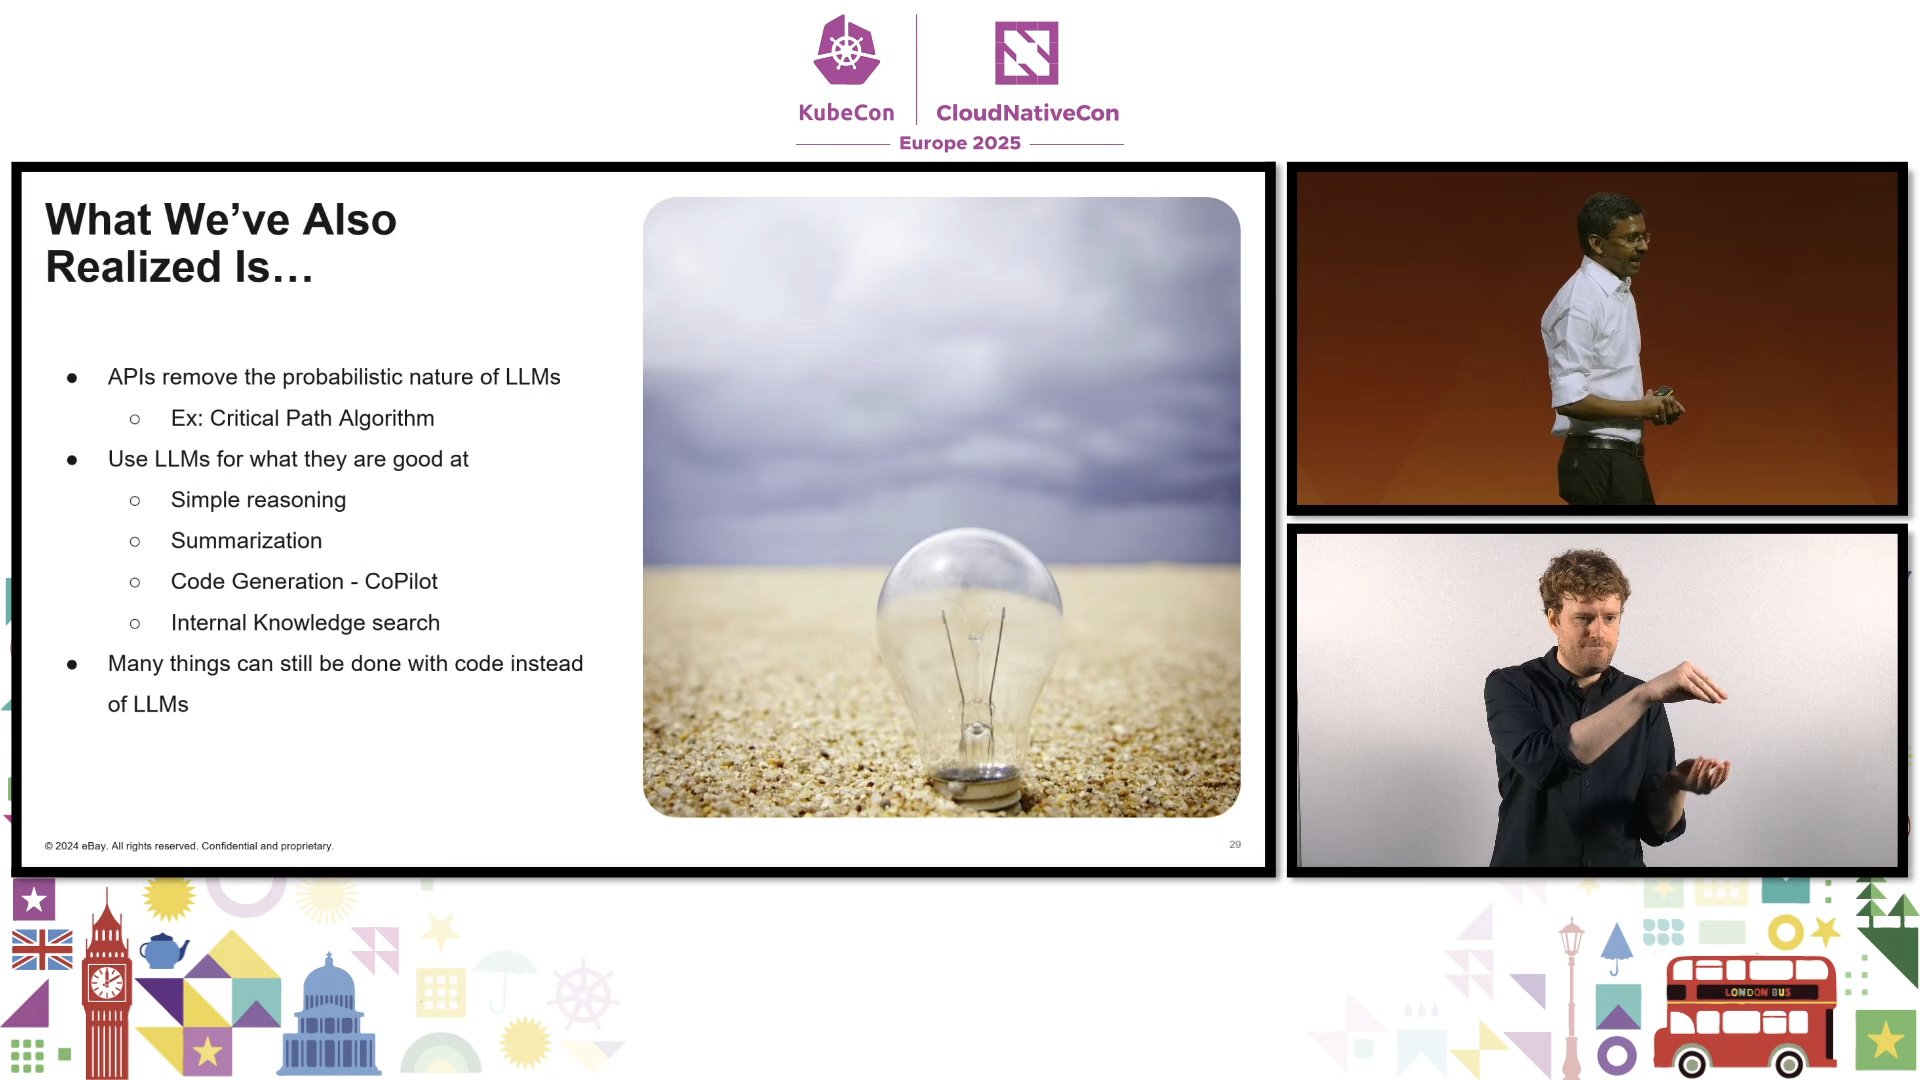 KubeCon
CloudNativeCon
Europe 2025
What We've Also
Realized Is…
● APIs remove the probabilistic nature of LLMs
○ Ex: Critical Path Algorithm
● Use LLMs for what they are good at
○ Simple reasoning
○ Summarization
○ Code Generation - CoPilot
○ Internal Knowledge search
● Many things can still be done with code instead
of LLMs
© 2024 eBay. All rights reserved. Confidential and proprietary.
29
LONDON BUS